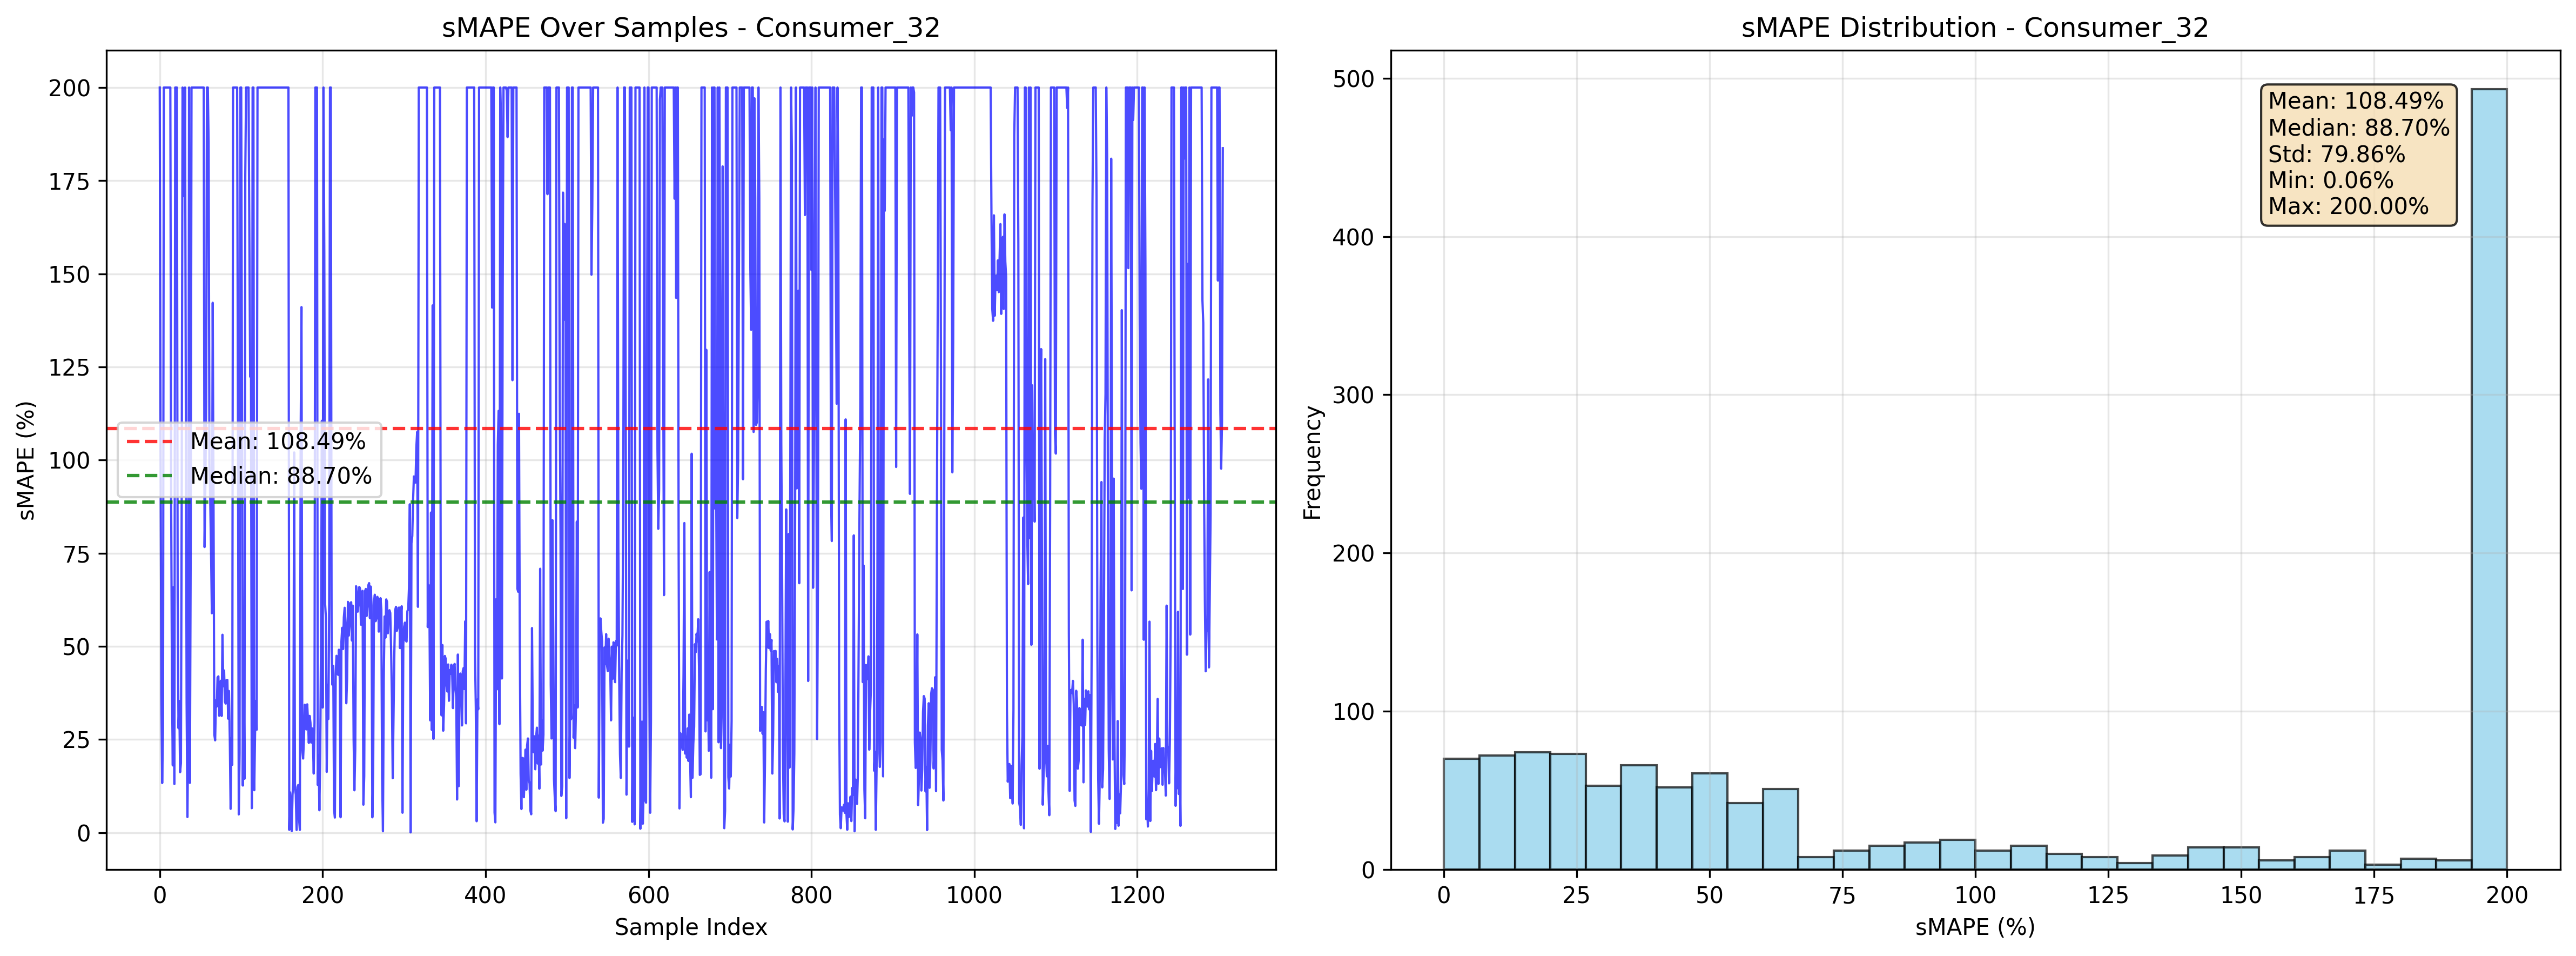 sMAPE Over Samples - Consumer_32
sMAPE (%)
200
175
150
125
100
75
50
25
0
Mean: 108.49%
Median: 88.70%
0
200
400
600
800
1000
1200
Sample Index
sMAPE Distribution - Consumer_32
Frequency
500
400
300
200
100
0
Mean: 108.49%
Median: 88.70%
Std: 79.86%
Min: 0.06%
Max: 200.00%
0
25
50
75
100
125
150
175
200
sMAPE (%)